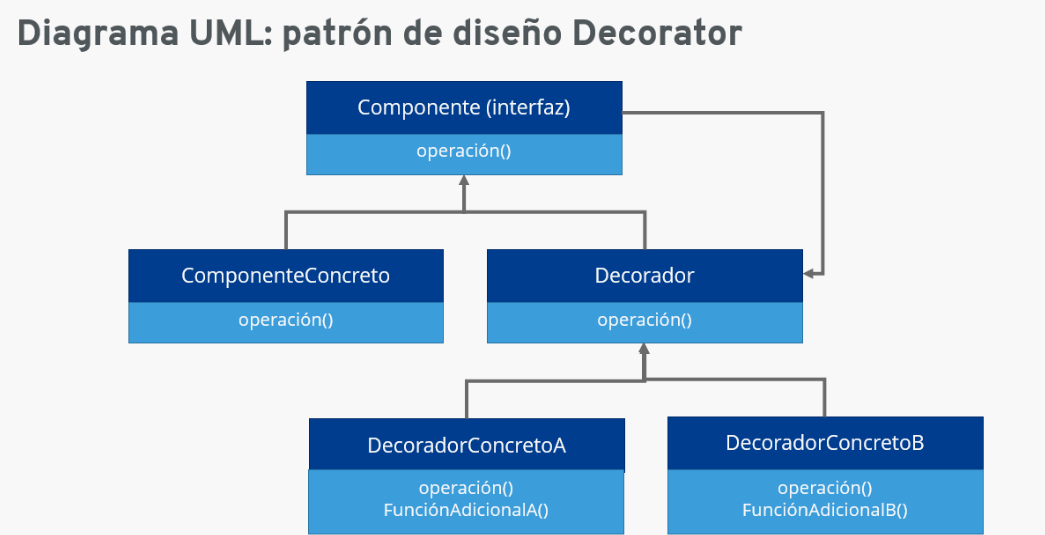 Diagrama UML: patrón de diseño Decorator
Componente (interfaz)
operación()
ComponenteConcreto
operación()
Decorador
operación()
DecoradorConcretoA
operación()
FunciónAdicionalA()
DecoradorConcretoB
operación()
FunciónAdicionalB()